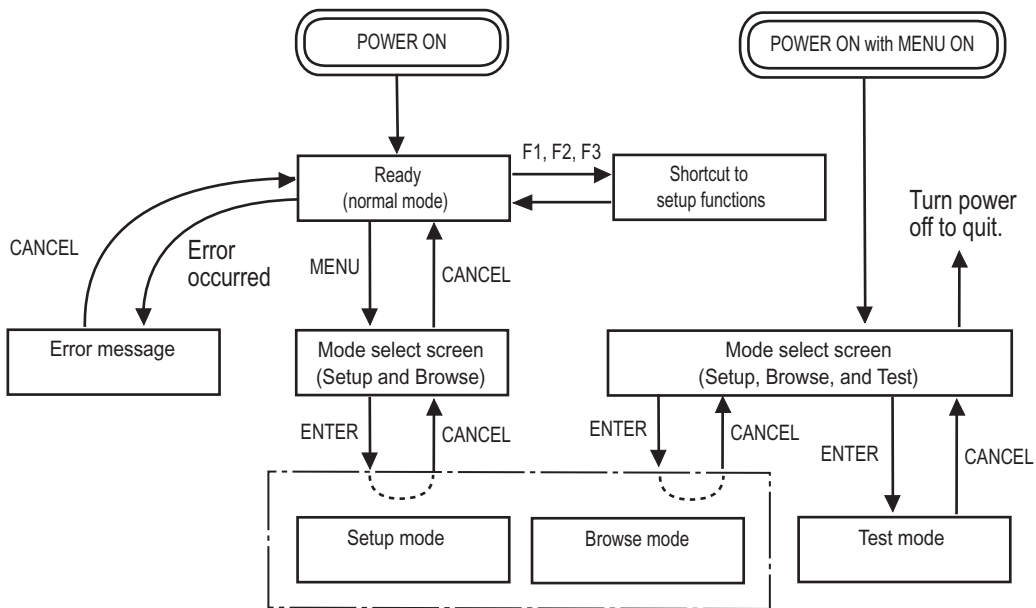 POWER ON
POWER ON with MENU ON
F1, F2, F3
Ready
(normal mode)
Shortcut to
setup functions
Turn power
off to quit.
CANCEL
Error
occurred
MENU
CANCEL
Error message
Mode select screen
(Setup and Browse)
Mode select screen
(Setup, Browse, and Test)
ENTER
CANCEL
ENTER
CANCEL
ENTER
CANCEL
Setup mode
Browse mode
Test mode